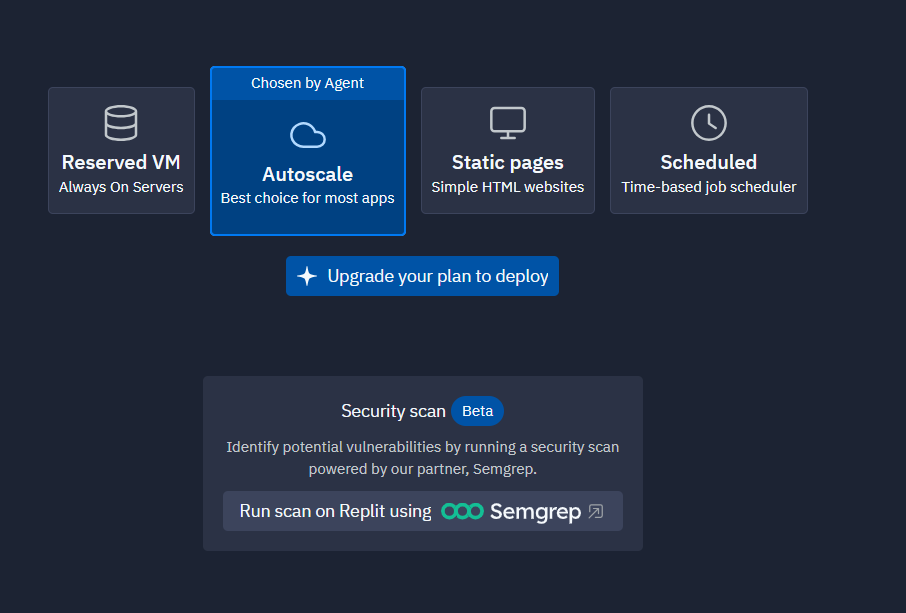 Chosen by Agent
Reserved VM
Always On Servers
Autoscale
Best choice for most apps
Static pages
Simple HTML websites
Scheduled
Time-based job scheduler
Upgrade your plan to deploy
Security scan Beta
Identify potential vulnerabilities by running a security scan
powered by our partner, Semgrep.
Run scan on Replit using Semgrep